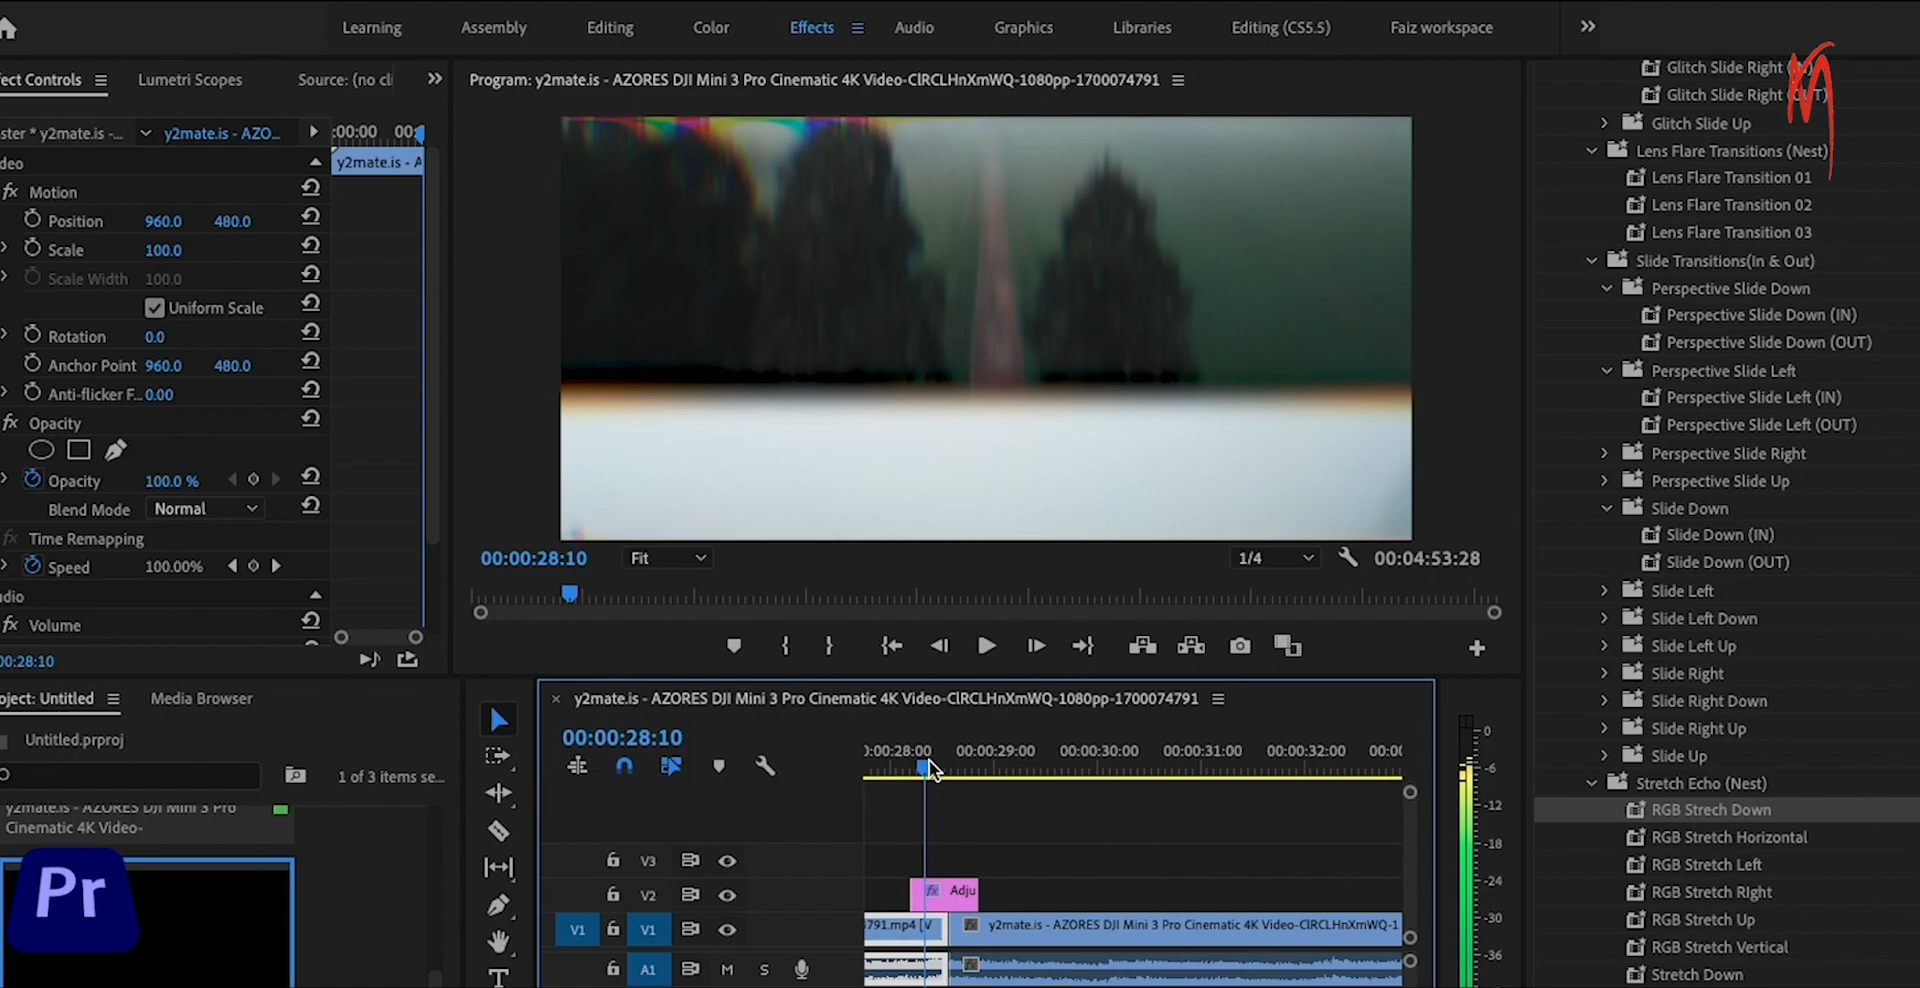 Learning Assembly Editing Color Effects Audio Graphics Libraries Editing (CS5.5) Faiz workspace
fect Controls Lumetri Scopes Source: (no cli
ster * y2mate.is -... y2mate.is - AZO... :00:00 00:
deo y2mate.is - A
fx Motion
Position 960.0 480.0
Scale 100.0
Scale Width 100.0
Uniform Scale
Rotation 0.0
Anchor Point 960.0 480.0
Anti-flicker F... 0.00
fx Opacity
Opacity 100.0 %
Blend Mode Normal
fx Time Remapping
Speed 100.00%
udio
fx Volume
00:28:10
Program: y2mate.is - AZORES DJI Mini 3 Pro Cinematic 4K Video-ClRCLHnXmWQ-1080pp-1700074791
00:00:28:10 Fit 1/4 00:04:53:28
Glitch Slide Right (IN)
Glitch Slide Right (OUT)
Glitch Slide Up
Lens Flare Transitions (Nest)
Lens Flare Transition 01
Lens Flare Transition 02
Lens Flare Transition 03
Slide Transitions(In & Out)
Perspective Slide Down
Perspective Slide Down (IN)
Perspective Slide Down (OUT)
Perspective Slide Left
Perspective Slide Left (IN)
Perspective Slide Left (OUT)
Perspective Slide Right
Perspective Slide Up
Slide Down
Slide Down (IN)
Slide Down (OUT)
Slide Left
Slide Left Down
Slide Left Up
Slide Right
Slide Right Down
Slide Right Up
Slide Up
Stretch Echo (Nest)
RGB Strech Down
RGB Stretch Horizontal
RGB Stretch Left
RGB Stretch RIght
RGB Stretch Up
RGB Stretch Vertical
Stretch Down
oject: Untitled Media Browser
Untitled.prproj
1 of 3 items se...
y2mate.is - AZORES DJI Mini 3 Pro
Cinematic 4K Video-
Pr
y2mate.is - AZORES DJI Mini 3 Pro Cinematic 4K Video-ClRCLHnXmWQ-1080pp-1700074791
00:00:28:10
0:00:28:00 00:00:29:00 00:00:30:00 00:00:31:00 00:00:32:00 00:00
V3
V2 fx Adju
V1 V1 791.mp4 [V fx y2mate.is - AZORES DJI Mini 3 Pro Cinematic 4K Video-ClRCLHnXmWQ-1
A1 M S fx
T
0
-6
-12
-18
-24
-30
-36